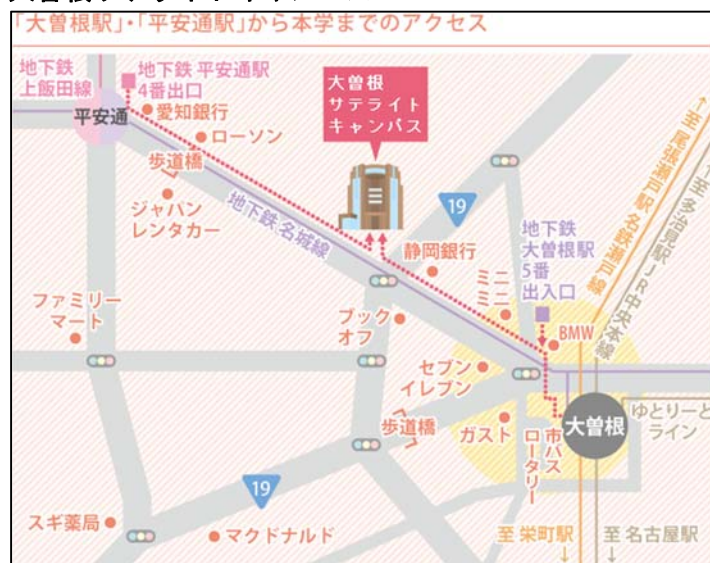 「大曽根駅」・「平安通駅」から本学までのアクセス
地下鉄
上飯田線
地下鉄 平安通駅
4番出口
平安通
愛知銀行
ローソン
歩道橋
ジャパン
レンタカー
大曽根
サテライト
キャンパス
地下鉄 名城線
19
静岡銀行
地下鉄
大曽根駅
5番
出入口
ミニ
ミニ
BMW
←至 尾張瀬戸駅 名鉄瀬戸線
←至 多治見駅 JR中央本線
ファミリー
マート
ブック
オフ
セブン
イレブン
歩道橋
ガスト
市バス
ロータリー
大曽根
ゆとりーと
ライン
19
スギ薬局
マクドナルド
至 栄町駅
↓
至 名古屋駅
↓